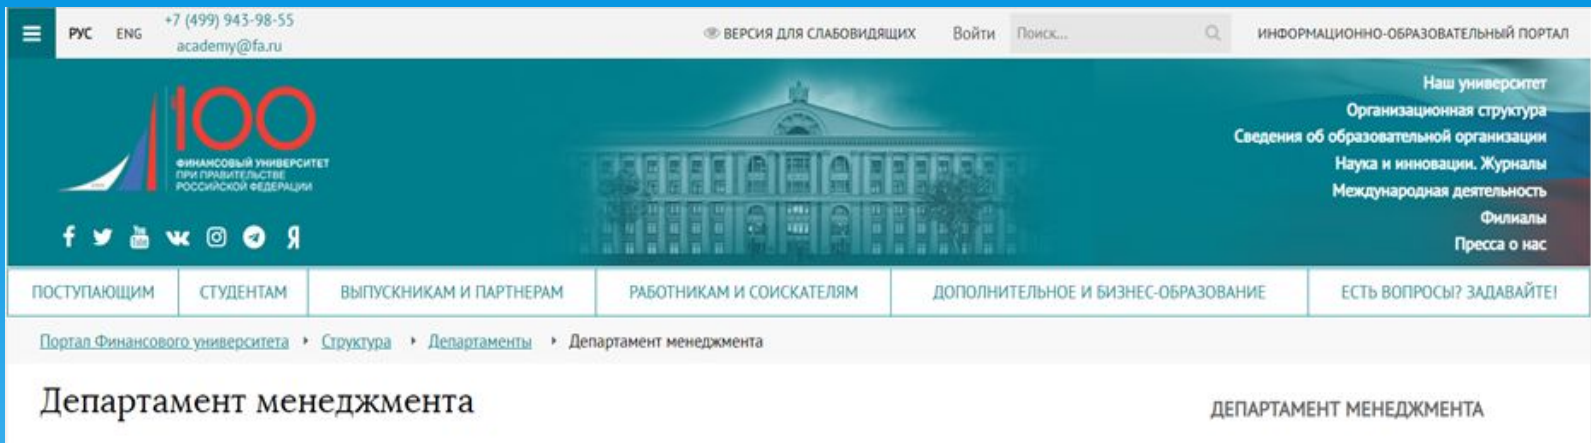 РУС ENG +7 (499) 943-98-55
academy@fa.ru
ВЕРСИЯ ДЛЯ СЛАБОВИДЯЩИХ Войти Поиск... ИНФОРМАЦИОННО-ОБРАЗОВАТЕЛЬНЫЙ ПОРТАЛ
100
ФИНАНСОВЫЙ УНИВЕРСИТЕТ
ПРИ ПРАВИТЕЛЬСТВЕ
РОССИЙСКОЙ ФЕДЕРАЦИИ
Наш университет
Организационная структура
Сведения об образовательной организации
Наука и инновации. Журналы
Международная деятельность
Филиалы
Пресса о нас
ПОСТУПАЮЩИМ СТУДЕНТАМ ВЫПУСКНИКАМ И ПАРТНЕРАМ РАБОТНИКАМ И СОИСКАТЕЛЯМ ДОПОЛНИТЕЛЬНОЕ И БИЗНЕС-ОБРАЗОВАНИЕ ЕСТЬ ВОПРОСЫ? ЗАДАВАЙТЕ!
Портал Финансового университета Структура Департаменты Департамент менеджмента
Департамент менеджмента
ДЕПАРТАМЕНТ МЕНЕДЖМЕНТА